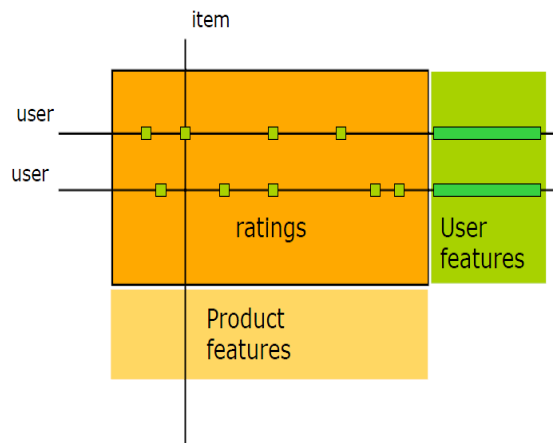 item
user
user
ratings
User
features
Product
features